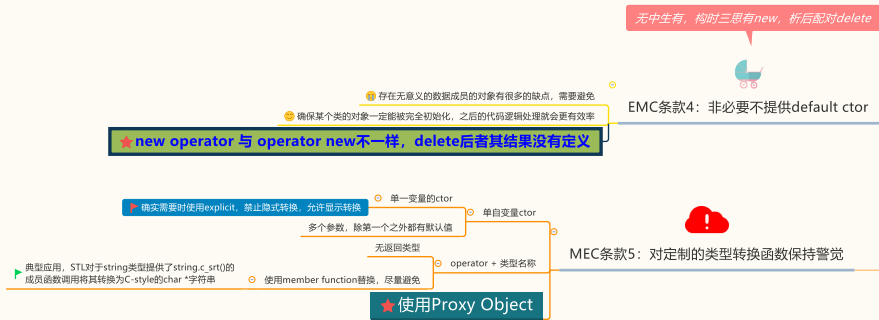 无中生有，构时三思有new，析后配对delete
存在无意义的数据成员的对象有很多的缺点，需要避免
EMC条款4：非必要不提供default ctor
确保某个类的对象一定能被完全初始化，之后的代码逻辑处理就会更有效率
new operator 与 operator new不一样，delete后者其结果没有定义
单一变量的ctor
确实需要时使用explicit，禁止隐式转换，允许显示转换
单自变量ctor
多个参数，除第一个之外都有默认值
无返回类型
MEC条款5：对定制的类型转换函数保持警觉
operator + 类型名称
典型应用，STL对于string类型提供了string.c_srt()的
成员函数调用将其转换为C-style的char *字符串
使用member function替换，尽量避免
使用Proxy Object